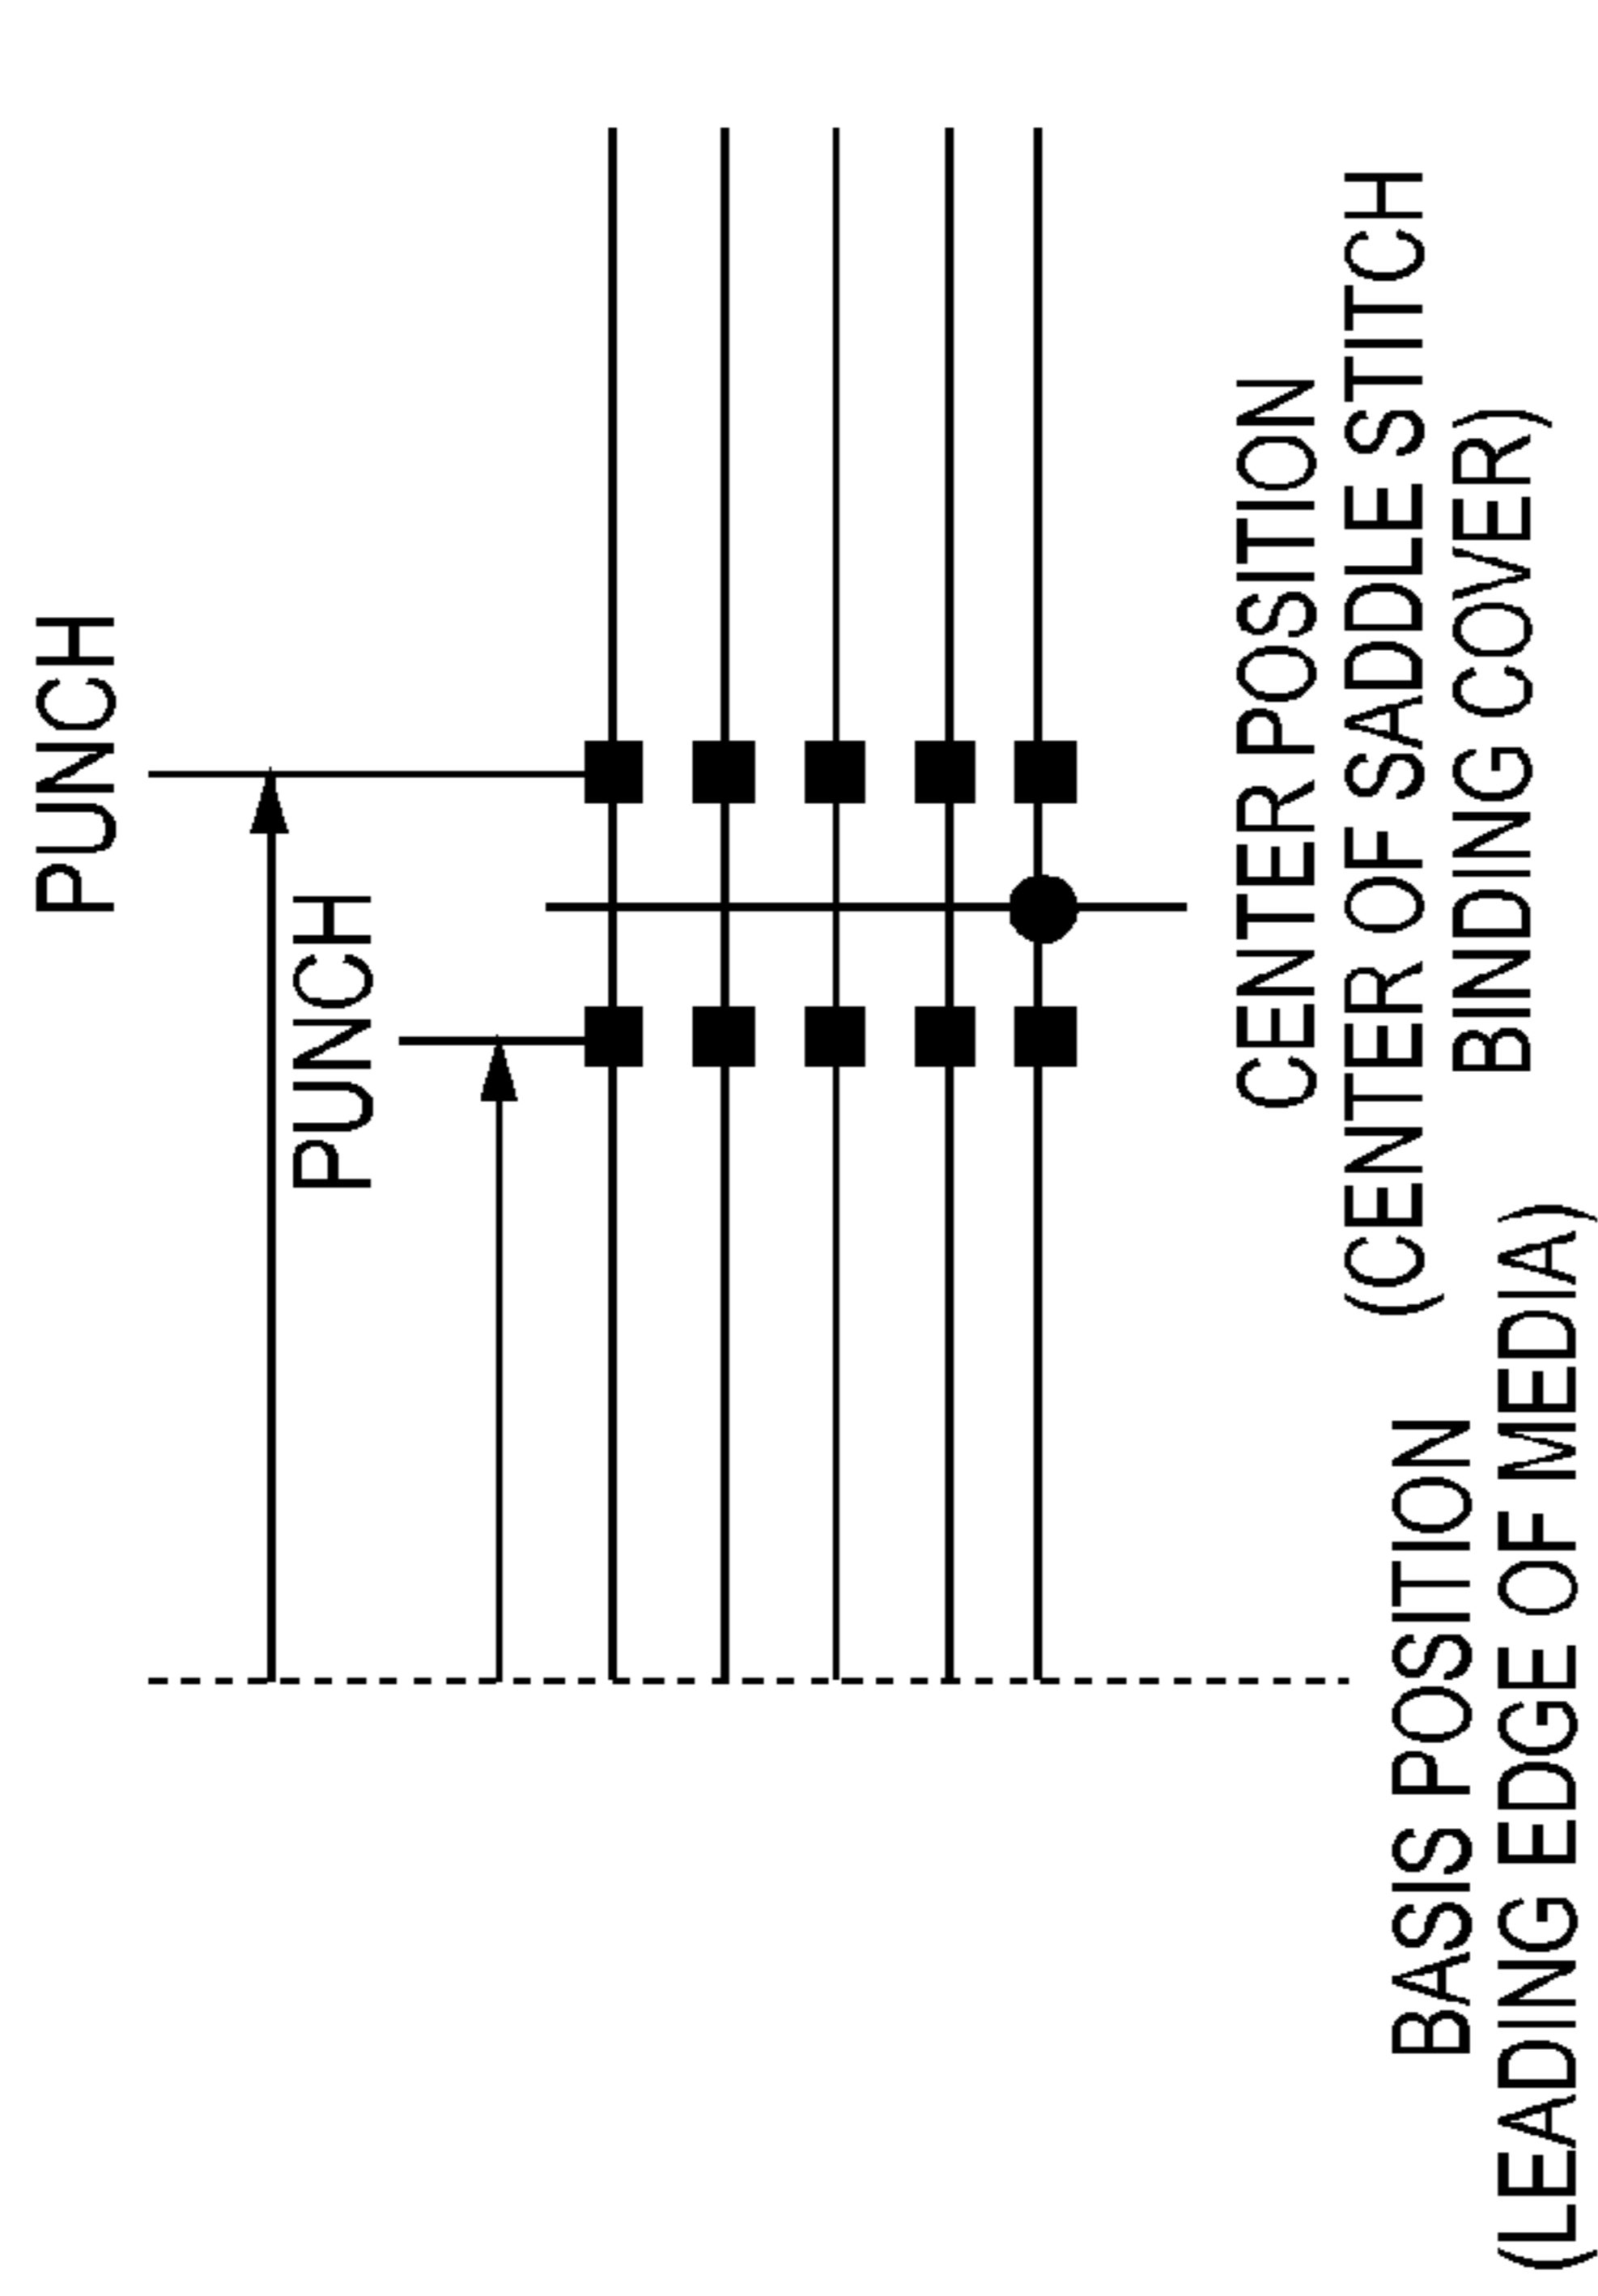 PUNCH
PUNCH
CENTER POSITION
(CENTER OF SADDLE STITCH
BINDING COVER)
BASIS POSITION
(LEADING EDGE OF MEDIA)